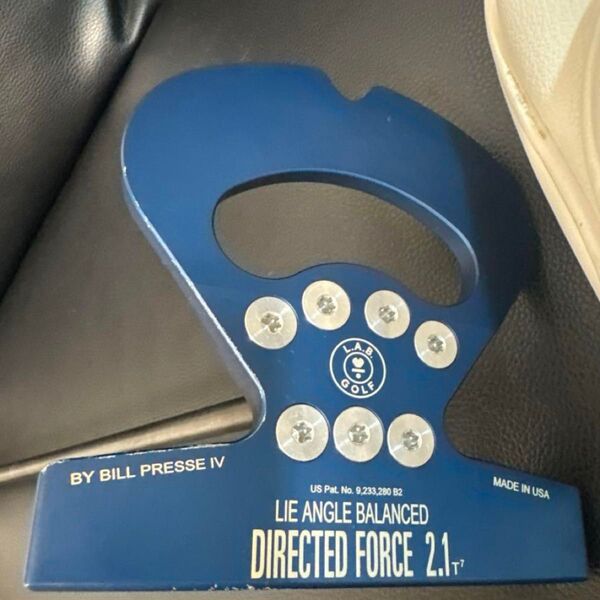 L.A.B.
GOLF
BY BILL PRESSE IV
US Pat. No. 9,233,280 B2
MADE IN USA
LIE ANGLE BALANCED
DIRECTED FORCE 2.1T⁷